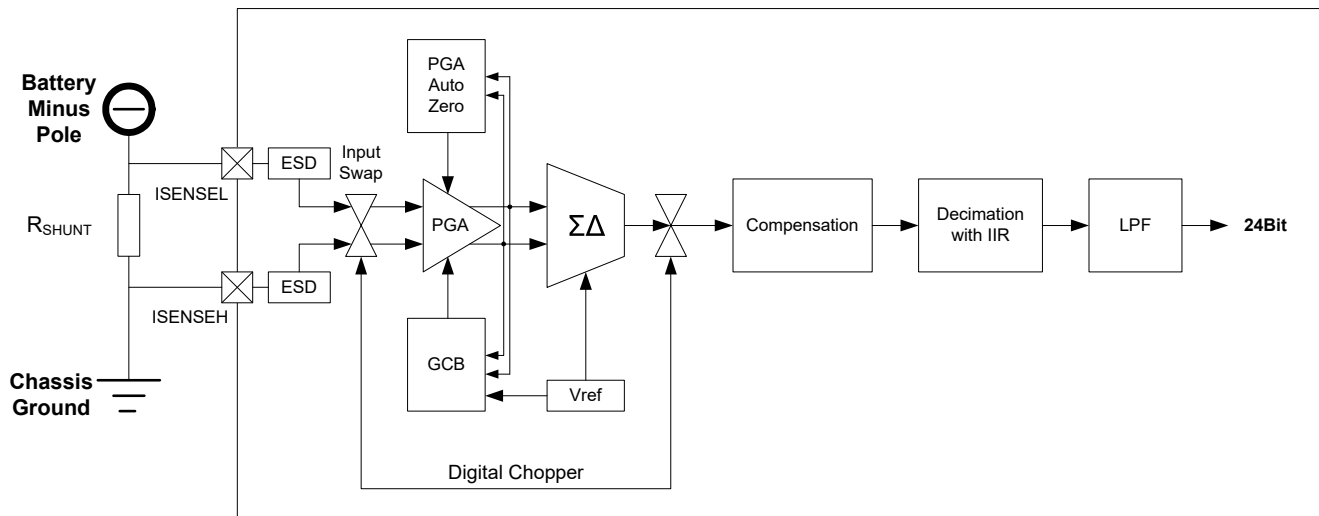 Battery
Minus
Pole
ISENSEL
RSHUNT
ISENSEH
Chassis
Ground
ESD
ESD
Input
Swap
PGA
Auto
Zero
PGA
GCB
ΣΔ
Vref
Digital Chopper
Compensation
Decimation
with IIR
LPF
24Bit